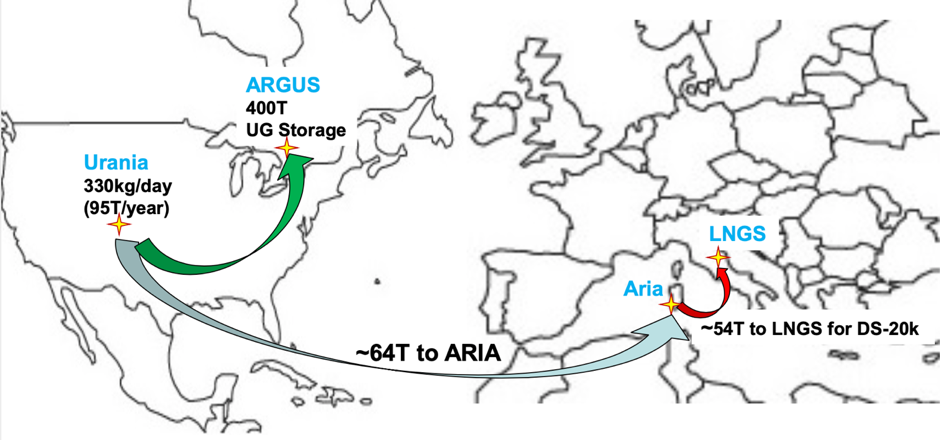 ARGUS
400T
UG Storage
Urania
330kg/day
(95T/year)
LNGS
Aria
~54T to LNGS for DS-20k
~64T to ARIA